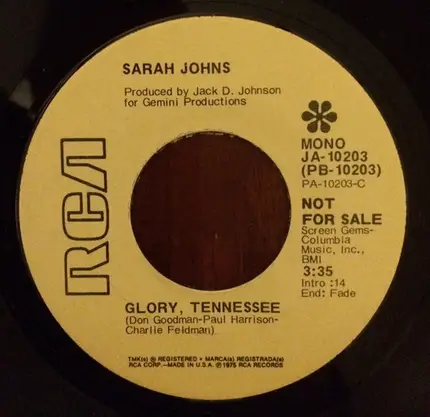 SARAH JOHNS
Produced by Jack D. Johnson
for Gemini Productions
RCA
MONO
JA-10203
(PB-10203)
PA-10203-C
NOT
FOR SALE
Screen Gems-
Columbia
Music, Inc.,
BMI
3:35
Intro :14
End: Fade
GLORY, TENNESSEE
(Don Goodman-Paul Harrison-
Charlie Feldman)
TMK(s) ® REGISTERED • MARCA(s) REGISTRADA(s)
RCA CORP.—MADE IN U.S.A. ℗ 1975 RCA RECORDS